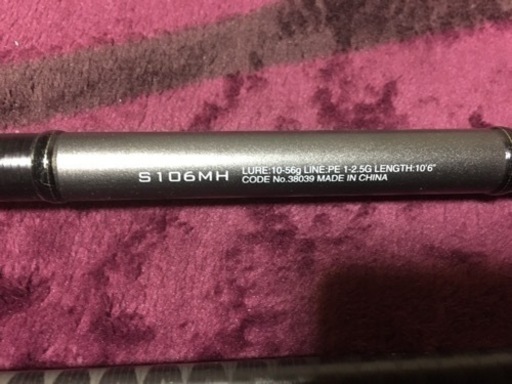 S106MH
LURE:10-56g LINE:PE 1-2.5G LENGTH:10'6"
CODE No.38039 MADE IN CHINA